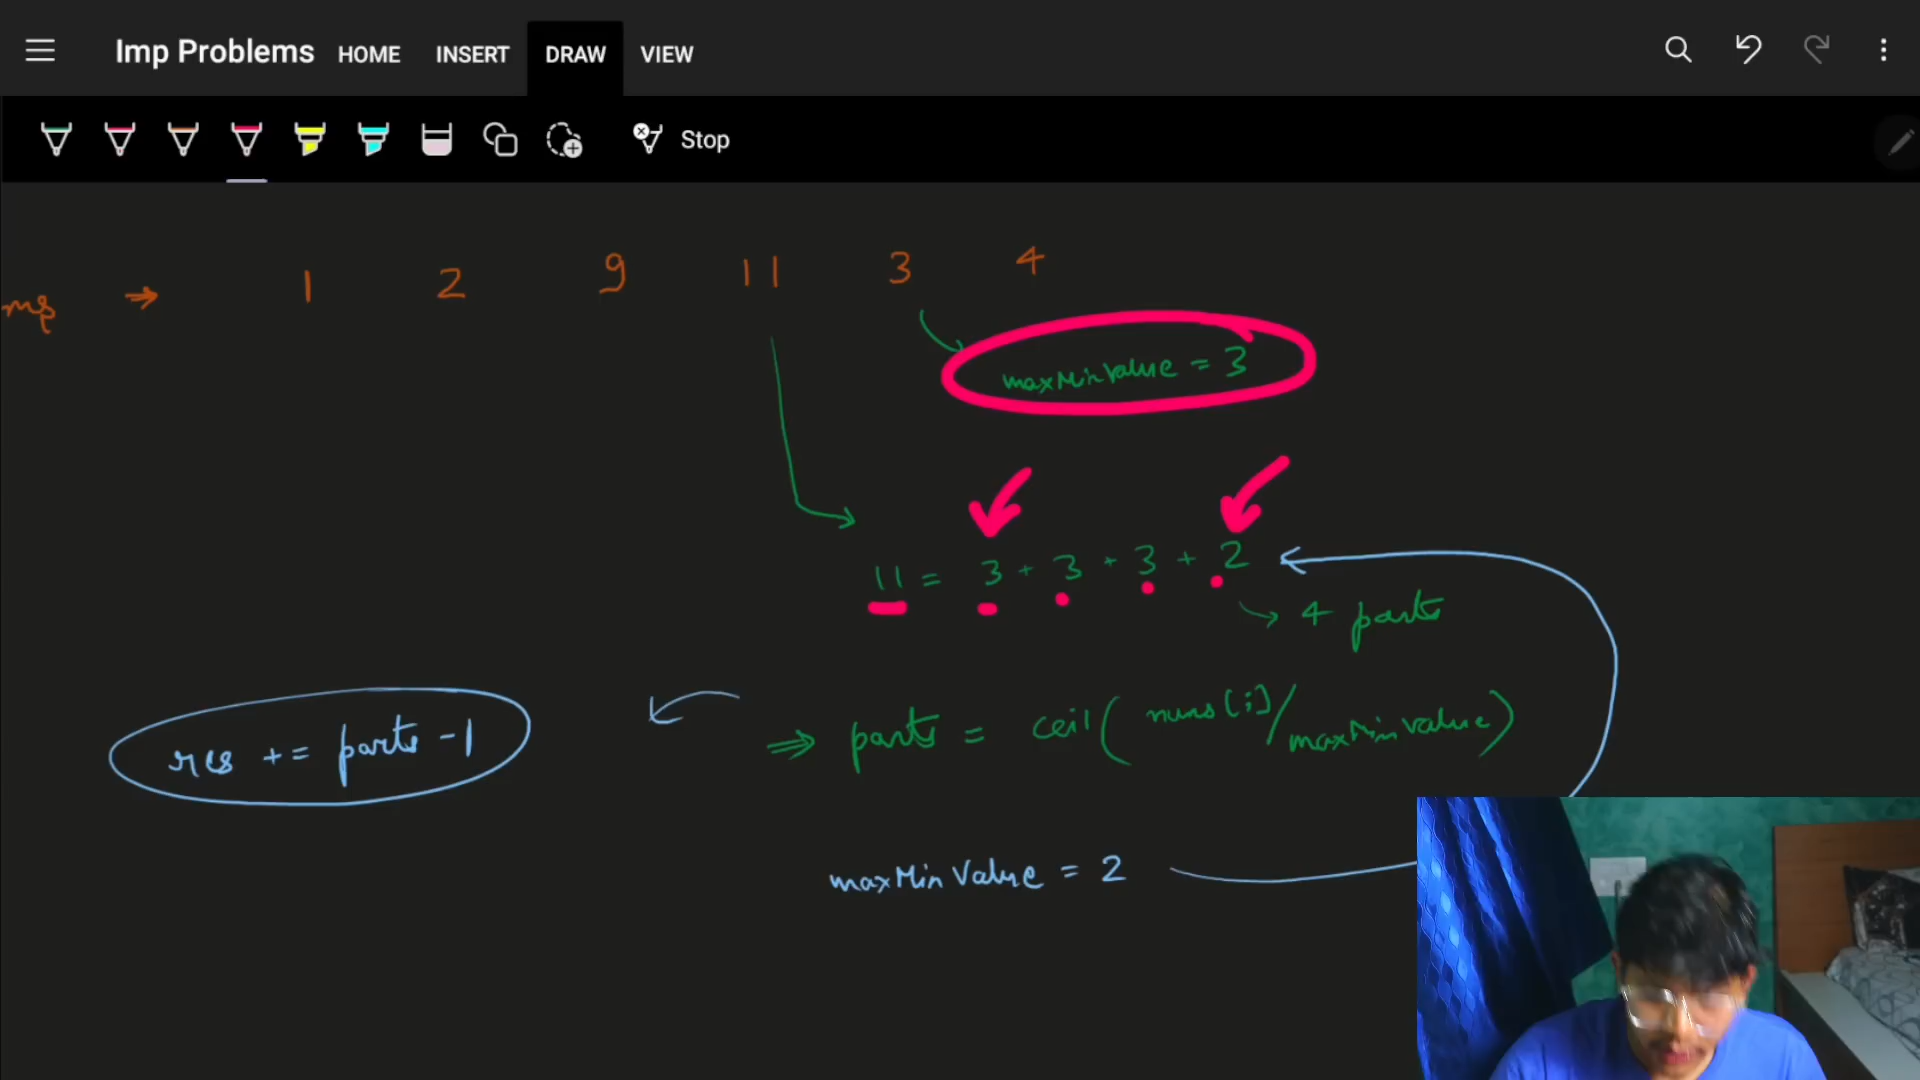 Imp Problems HOME INSERT DRAW VIEW
Stop
1 2 9 11 3 4
maxMinValue = 3
11 = 3 + 3 + 3 + 2
4 parts
res += parts -1
parts = ceil( nums[i]/maxMinValue)
maxMinValue = 2